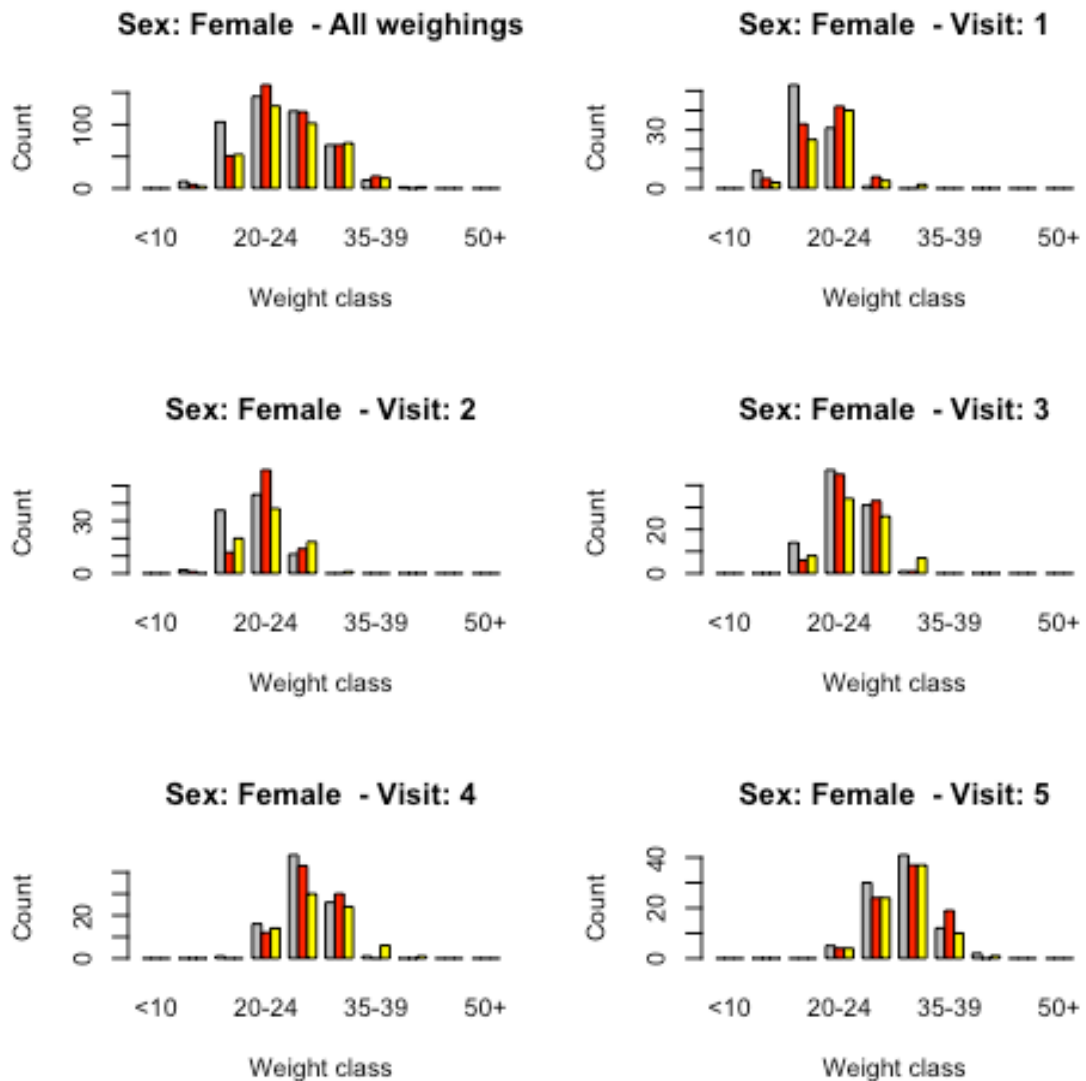 Sex: Female - All weighings
Count
0 100
<10 20-24 35-39 50+
Weight class
Sex: Female - Visit: 1
Count
0 30
<10 20-24 35-39 50+
Weight class
Sex: Female - Visit: 2
Count
0 30
<10 20-24 35-39 50+
Weight class
Sex: Female - Visit: 3
Count
0 20
<10 20-24 35-39 50+
Weight class
Sex: Female - Visit: 4
Count
0 20
<10 20-24 35-39 50+
Weight class
Sex: Female - Visit: 5
Count
0 20 40
<10 20-24 35-39 50+
Weight class